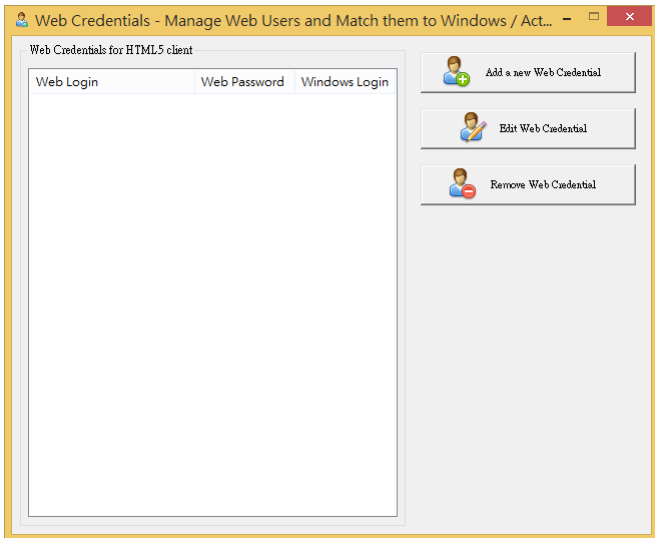 Web Credentials - Manage Web Users and Match them to Windows / Act...
Web Credentials for HTML5 client
Web Login Web Password Windows Login
Add a new Web Credential
Edit Web Credential
Remove Web Credential